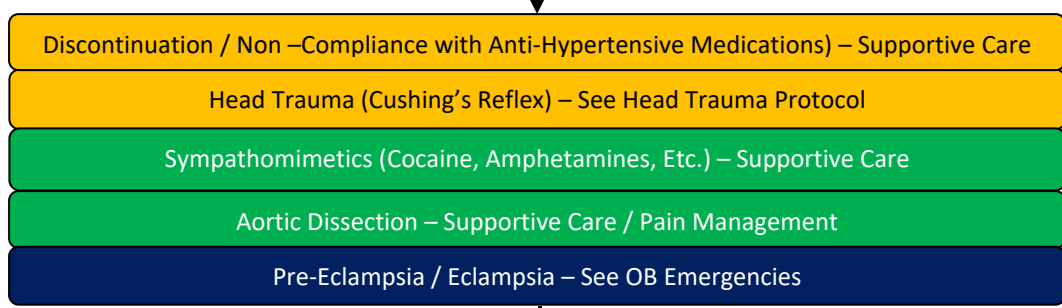 Discontinuation / Non –Compliance with Anti-Hypertensive Medications) – Supportive Care
Head Trauma (Cushing's Reflex) – See Head Trauma Protocol
Sympathomimetics (Cocaine, Amphetamines, Etc.) – Supportive Care
Aortic Dissection – Supportive Care / Pain Management
Pre-Eclampsia / Eclampsia – See OB Emergencies